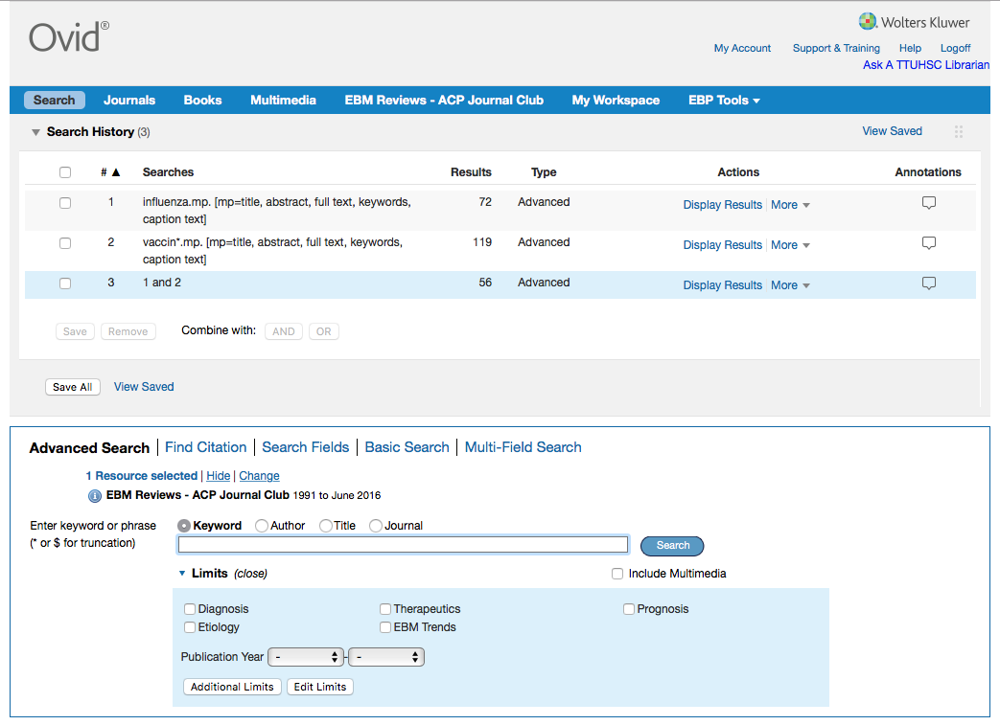 Ovid®
Wolters Kluwer
My Account Support & Training Help Logoff
Ask A TTUHSC Librarian
Search Journals Books Multimedia EBM Reviews - ACP Journal Club My Workspace EBP Tools
Search History (3) View Saved
# ▲ Searches Results Type Actions Annotations
1 influenza.mp. [mp=title, abstract, full text, keywords, 72 Advanced Display Results | More
caption text]
2 vaccin*.mp. [mp=title, abstract, full text, keywords, 119 Advanced Display Results | More
caption text]
3 1 and 2 56 Advanced Display Results | More
Save Remove Combine with: AND OR
Save All View Saved
Advanced Search | Find Citation | Search Fields | Basic Search | Multi-Field Search
1 Resource selected | Hide | Change
i EBM Reviews - ACP Journal Club 1991 to June 2016
Enter keyword or phrase Keyword Author Title Journal
(* or $ for truncation) Search
Limits (close) Include Multimedia
Diagnosis Therapeutics Prognosis
Etiology EBM Trends
Publication Year - - -
Additional Limits Edit Limits